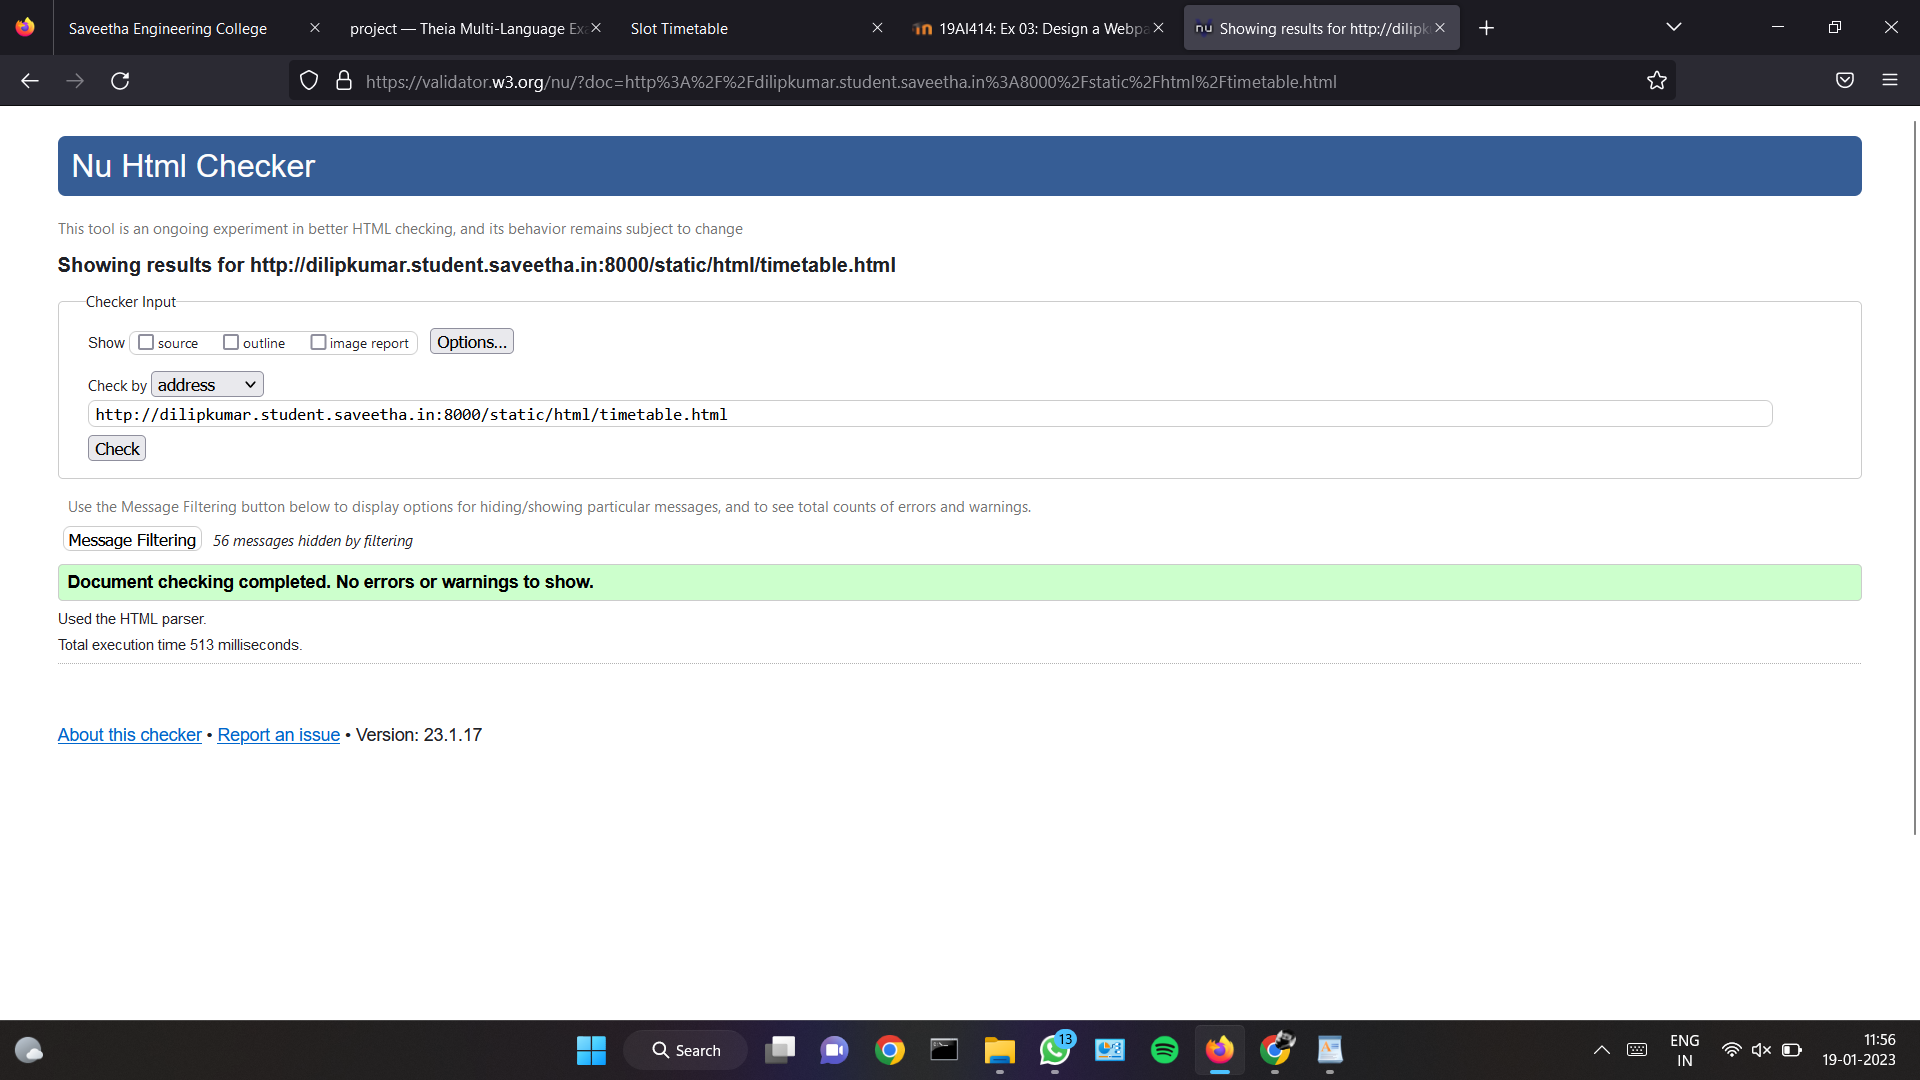 Saveetha Engineering College
project — Theia Multi-Language Exa
Slot Timetable
19AI414: Ex 03: Design a Webpa
nu Showing results for http://dilipk
https://validator.w3.org/nu/?doc=http%3A%2F%2Fdilipkumar.student.saveetha.in%3A8000%2Fstatic%2Fhtml%2Ftimetable.html
Nu Html Checker
This tool is an ongoing experiment in better HTML checking, and its behavior remains subject to change
Showing results for http://dilipkumar.student.saveetha.in:8000/static/html/timetable.html
Checker Input
Show source outline image report Options...
Check by address
http://dilipkumar.student.saveetha.in:8000/static/html/timetable.html
Check
Use the Message Filtering button below to display options for hiding/showing particular messages, and to see total counts of errors and warnings.
Message Filtering 56 messages hidden by filtering
Document checking completed. No errors or warnings to show.
Used the HTML parser.
Total execution time 513 milliseconds.
About this checker • Report an issue • Version: 23.1.17
Search
13
ENG
IN
11:56
19-01-2023